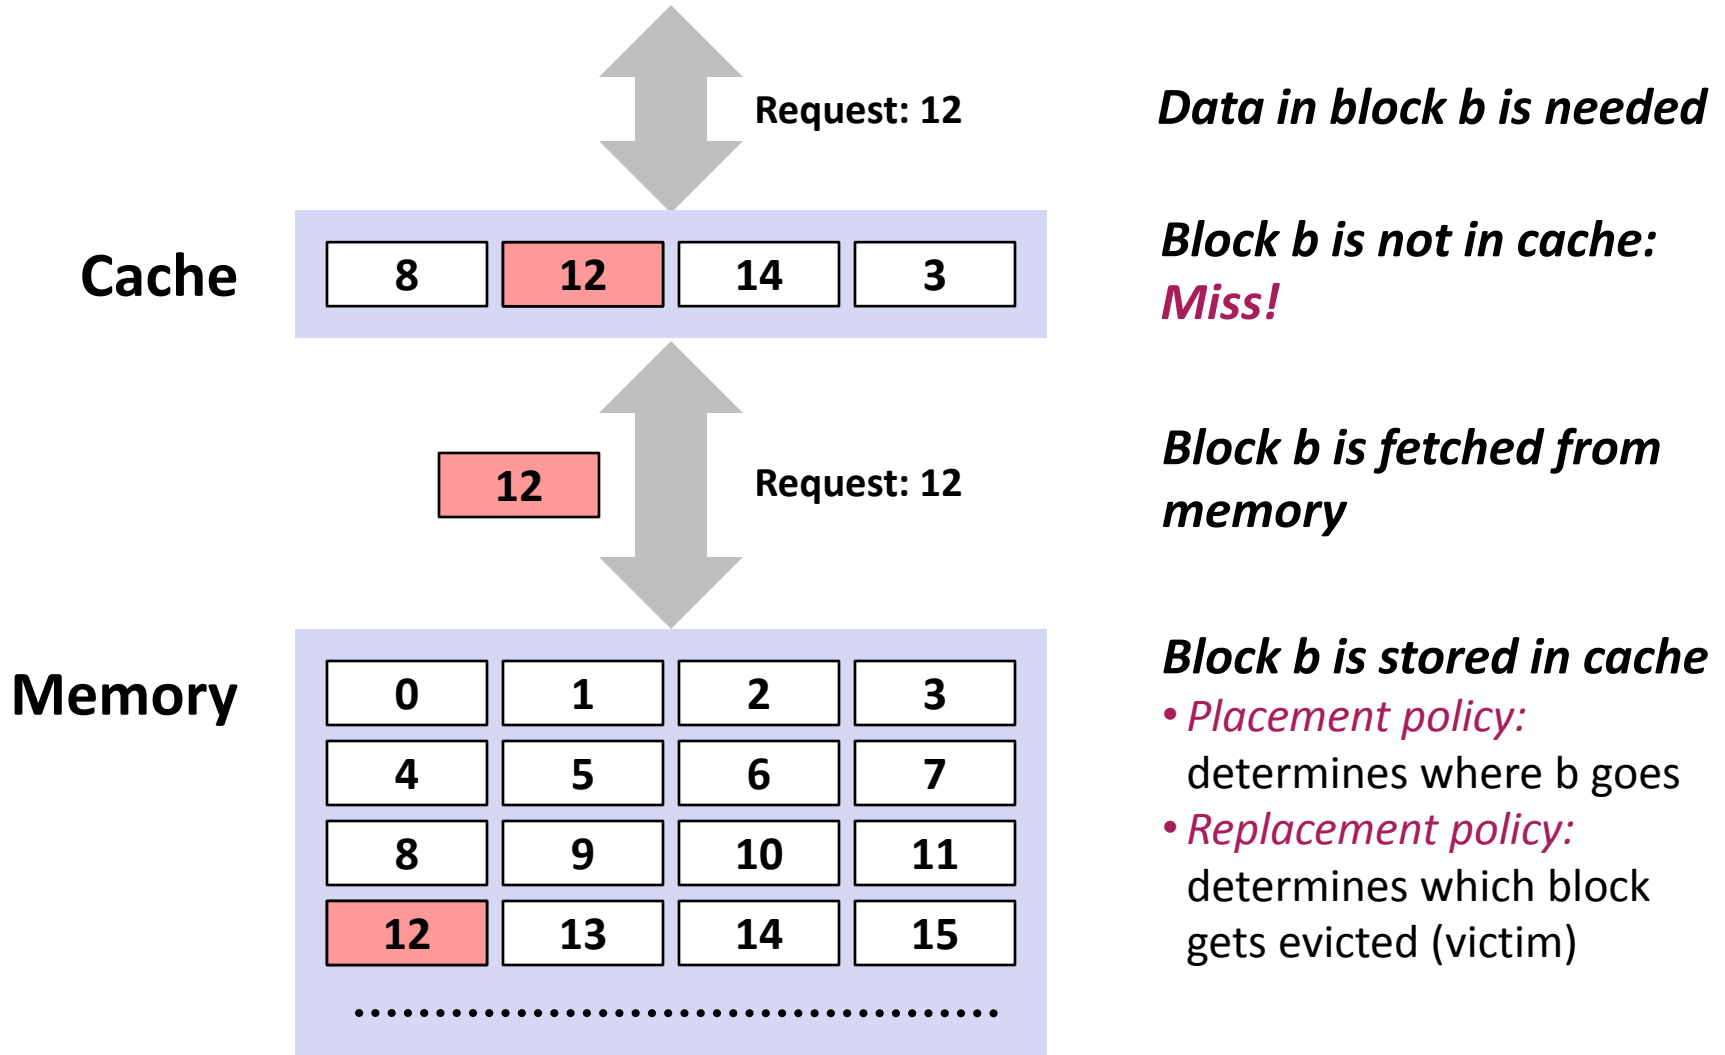 Request: 12
Data in block b is needed
Cache
8 12 14 3
Block b is not in cache:
Miss!
12
Request: 12
Block b is fetched from
memory
Memory
0 1 2 3
4 5 6 7
8 9 10 11
12 13 14 15
Block b is stored in cache
• Placement policy:
determines where b goes
• Replacement policy:
determines which block
gets evicted (victim)